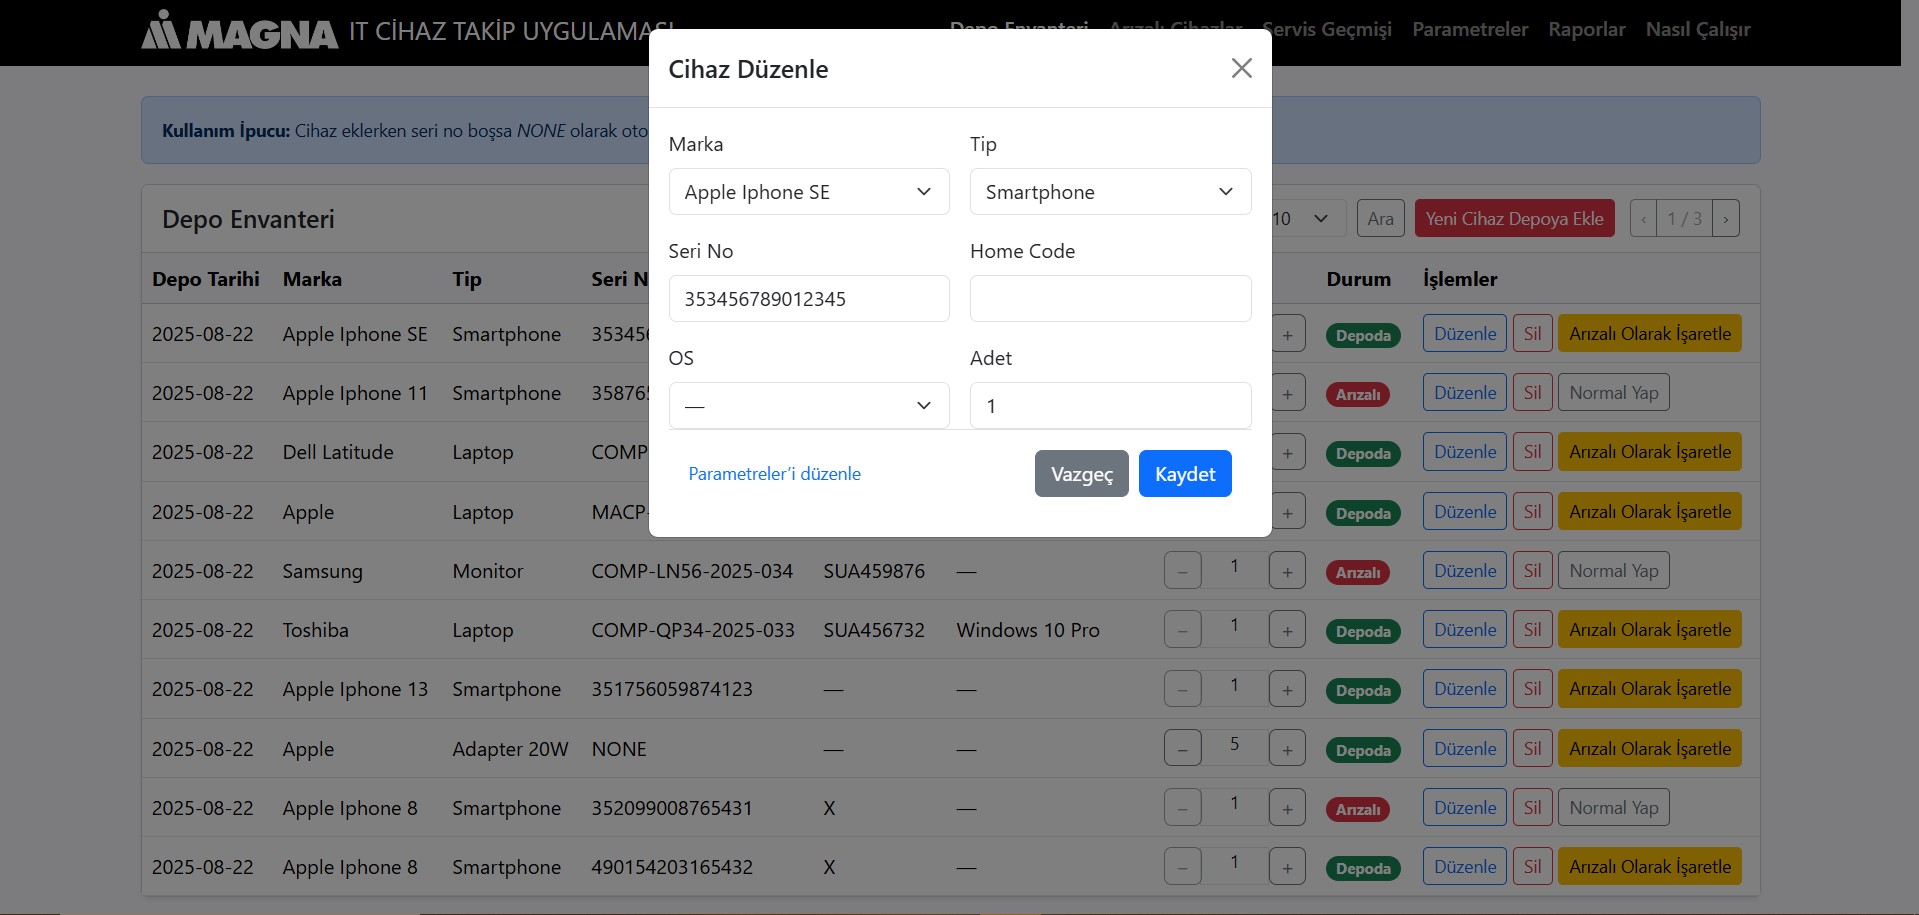 MAGNA IT CİHAZ TAKİP UYGULAMASI
Depo Envanteri Arızalı Cihazlar Servis Geçmişi Parametreler Raporlar Nasıl Çalışır
Cihaz Düzenle
Kullanım İpucu: Cihaz eklerken seri no boşsa NONE olarak oto
Marka Tip
Apple Iphone SE Smartphone
Seri No Home Code
353456789012345
OS Adet
— 1
Parametreler’i düzenle Vazgeç Kaydet
Depo Envanteri 10 Ara Yeni Cihaz Depoya Ekle ‹ 1 / 3 ›
Depo Tarihi Marka Tip Seri N Durum İşlemler
2025-08-22 Apple Iphone SE Smartphone 35345 + Depoda Düzenle Sil Arızalı Olarak İşaretle
2025-08-22 Apple Iphone 11 Smartphone 35876 + Arızalı Düzenle Sil Normal Yap
2025-08-22 Dell Latitude Laptop COMP + Depoda Düzenle Sil Arızalı Olarak İşaretle
2025-08-22 Apple Laptop MACP- + Depoda Düzenle Sil Arızalı Olarak İşaretle
2025-08-22 Samsung Monitor COMP-LN56-2025-034 SUA459876 — – 1 + Arızalı Düzenle Sil Normal Yap
2025-08-22 Toshiba Laptop COMP-QP34-2025-033 SUA456732 Windows 10 Pro – 1 + Depoda Düzenle Sil Arızalı Olarak İşaretle
2025-08-22 Apple Iphone 13 Smartphone 351756059874123 — — – 1 + Depoda Düzenle Sil Arızalı Olarak İşaretle
2025-08-22 Apple Adapter 20W NONE — — – 5 + Depoda Düzenle Sil Arızalı Olarak İşaretle
2025-08-22 Apple Iphone 8 Smartphone 352099008765431 X — – 1 + Arızalı Düzenle Sil Normal Yap
2025-08-22 Apple Iphone 8 Smartphone 490154203165432 X — – 1 + Depoda Düzenle Sil Arızalı Olarak İşaretle